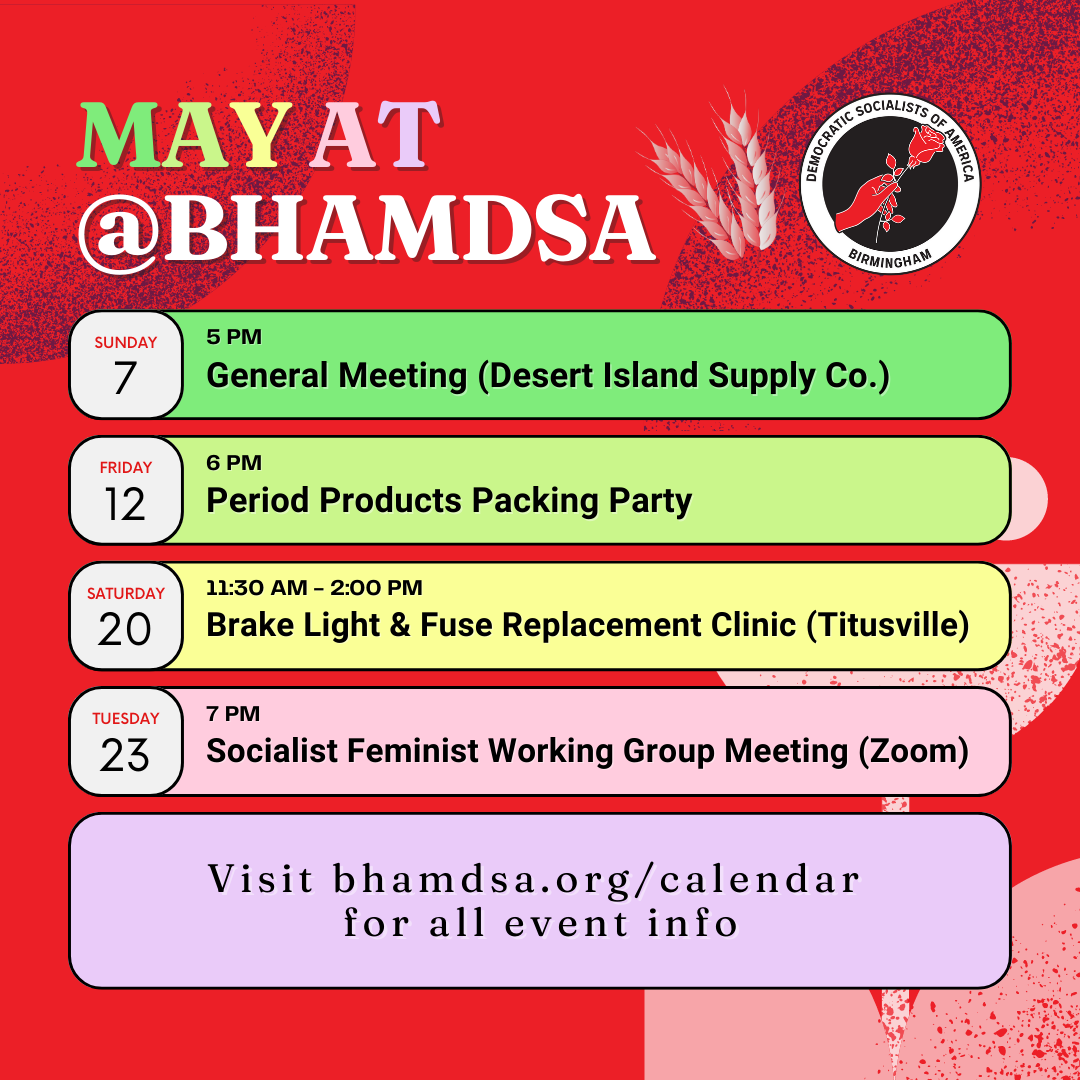 MAY AT
@BHAMDSA
DEMOCRATIC SOCIALISTS OF AMERICA
BIRMINGHAM
SUNDAY
7
5 PM
General Meeting (Desert Island Supply Co.)
FRIDAY
12
6 PM
Period Products Packing Party
SATURDAY
20
11:30 AM – 2:00 PM
Brake Light & Fuse Replacement Clinic (Titusville)
TUESDAY
23
7 PM
Socialist Feminist Working Group Meeting (Zoom)
Visit bhamdsa.org/calendar
for all event info